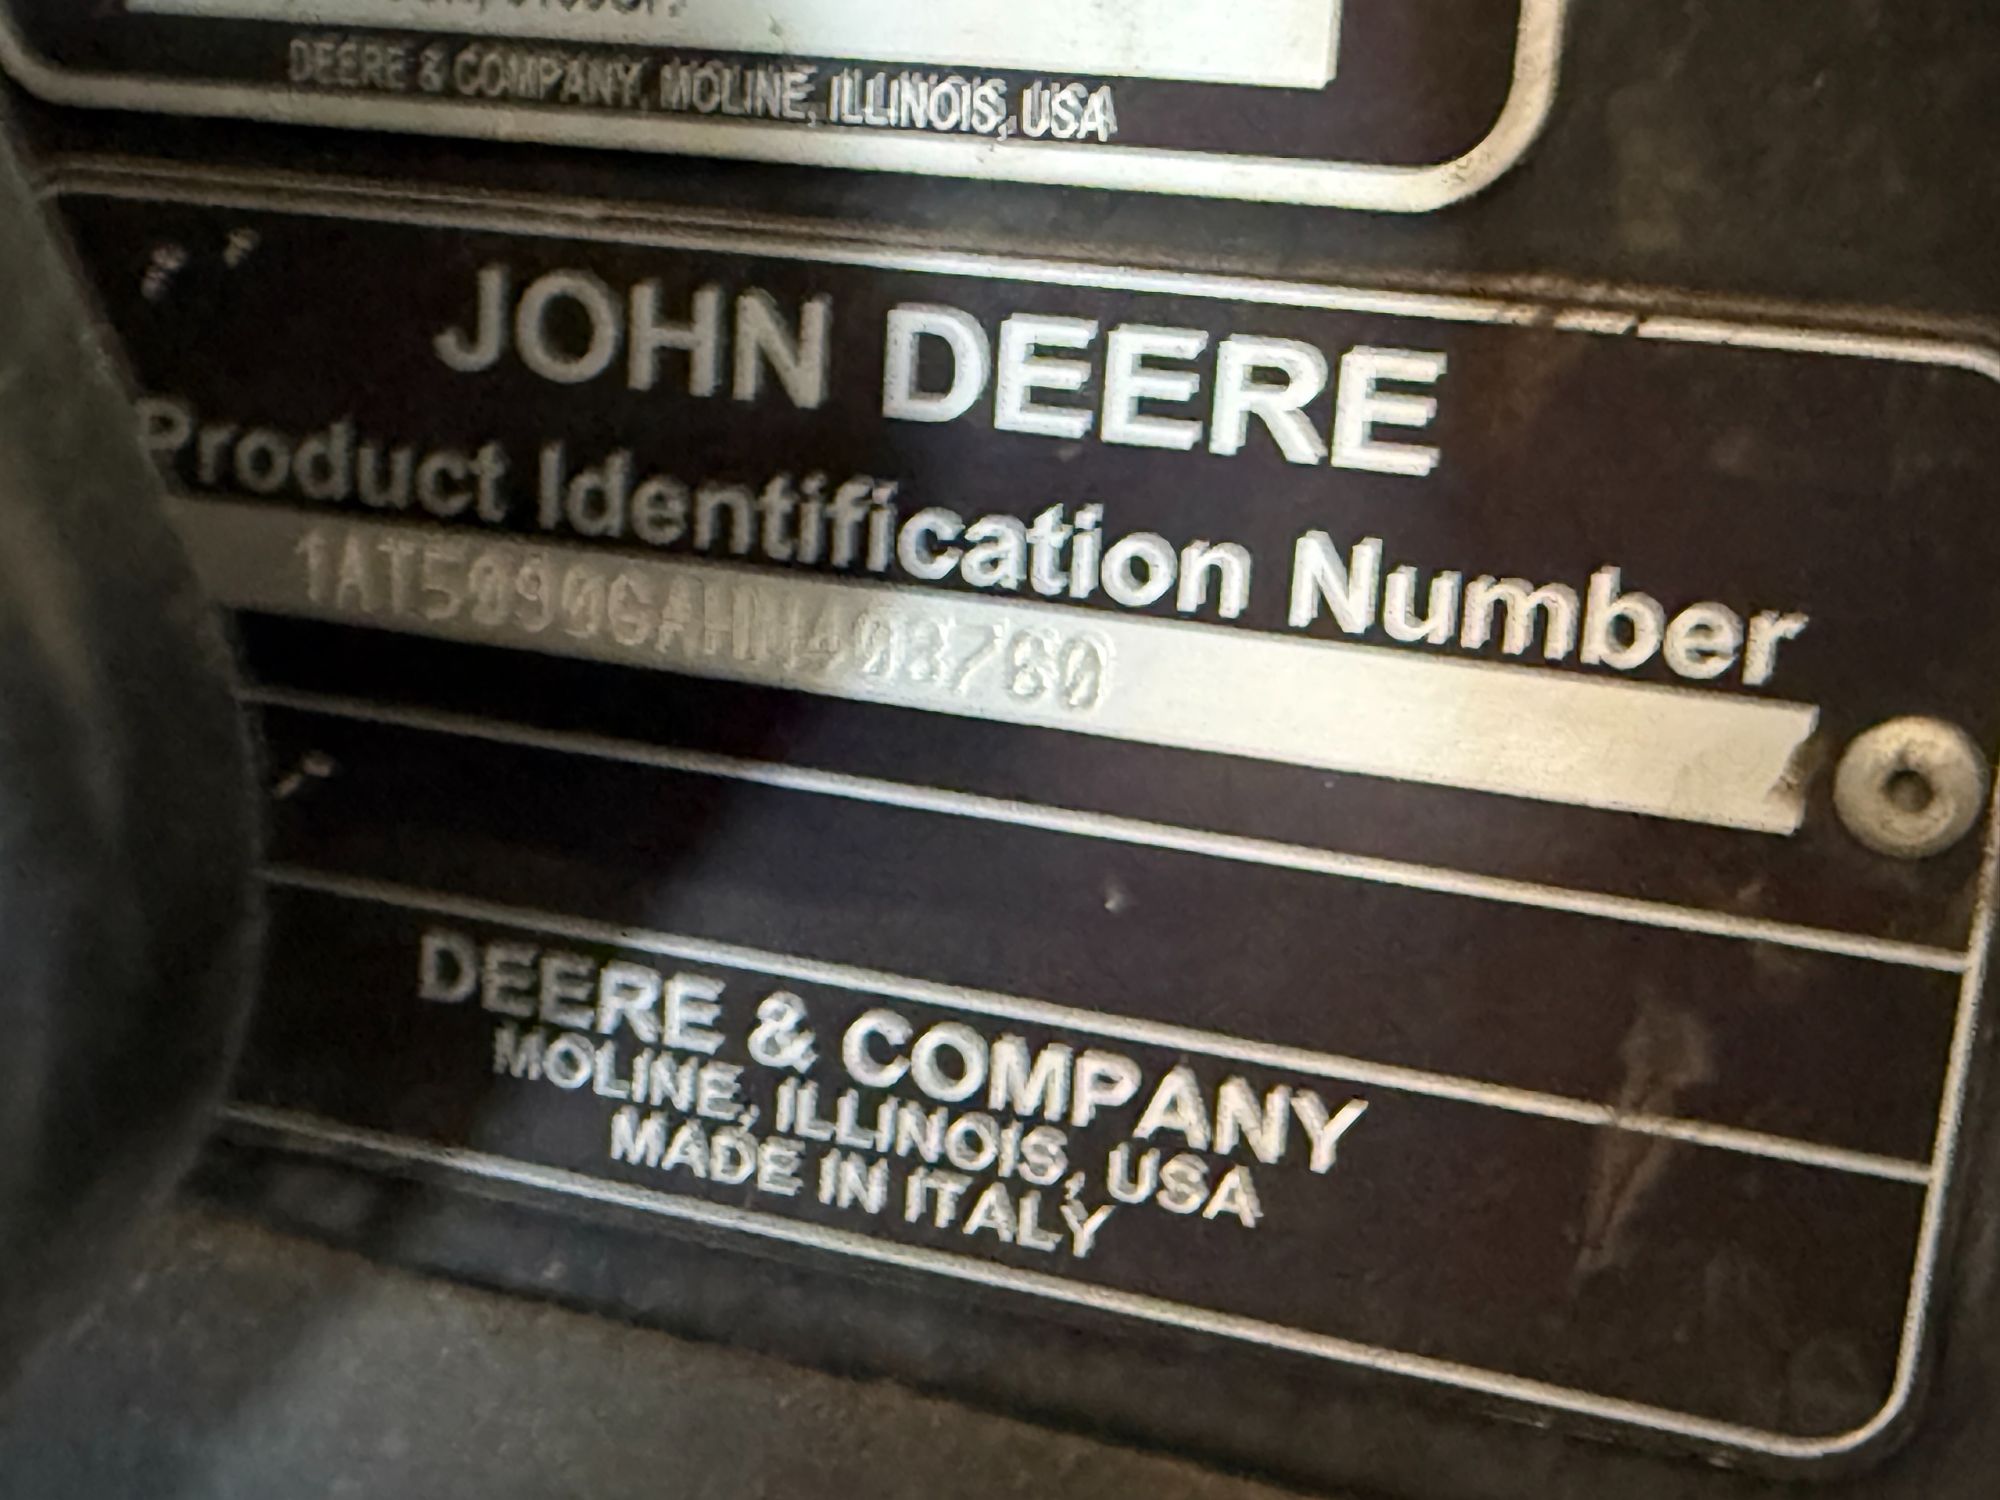 DEERE & COMPANY, MOLINE, ILLINOIS, USA
JOHN DEERE
Product Identification Number
DEERE & COMPANY
MOLINE, ILLINOIS, USA
MADE IN ITALY